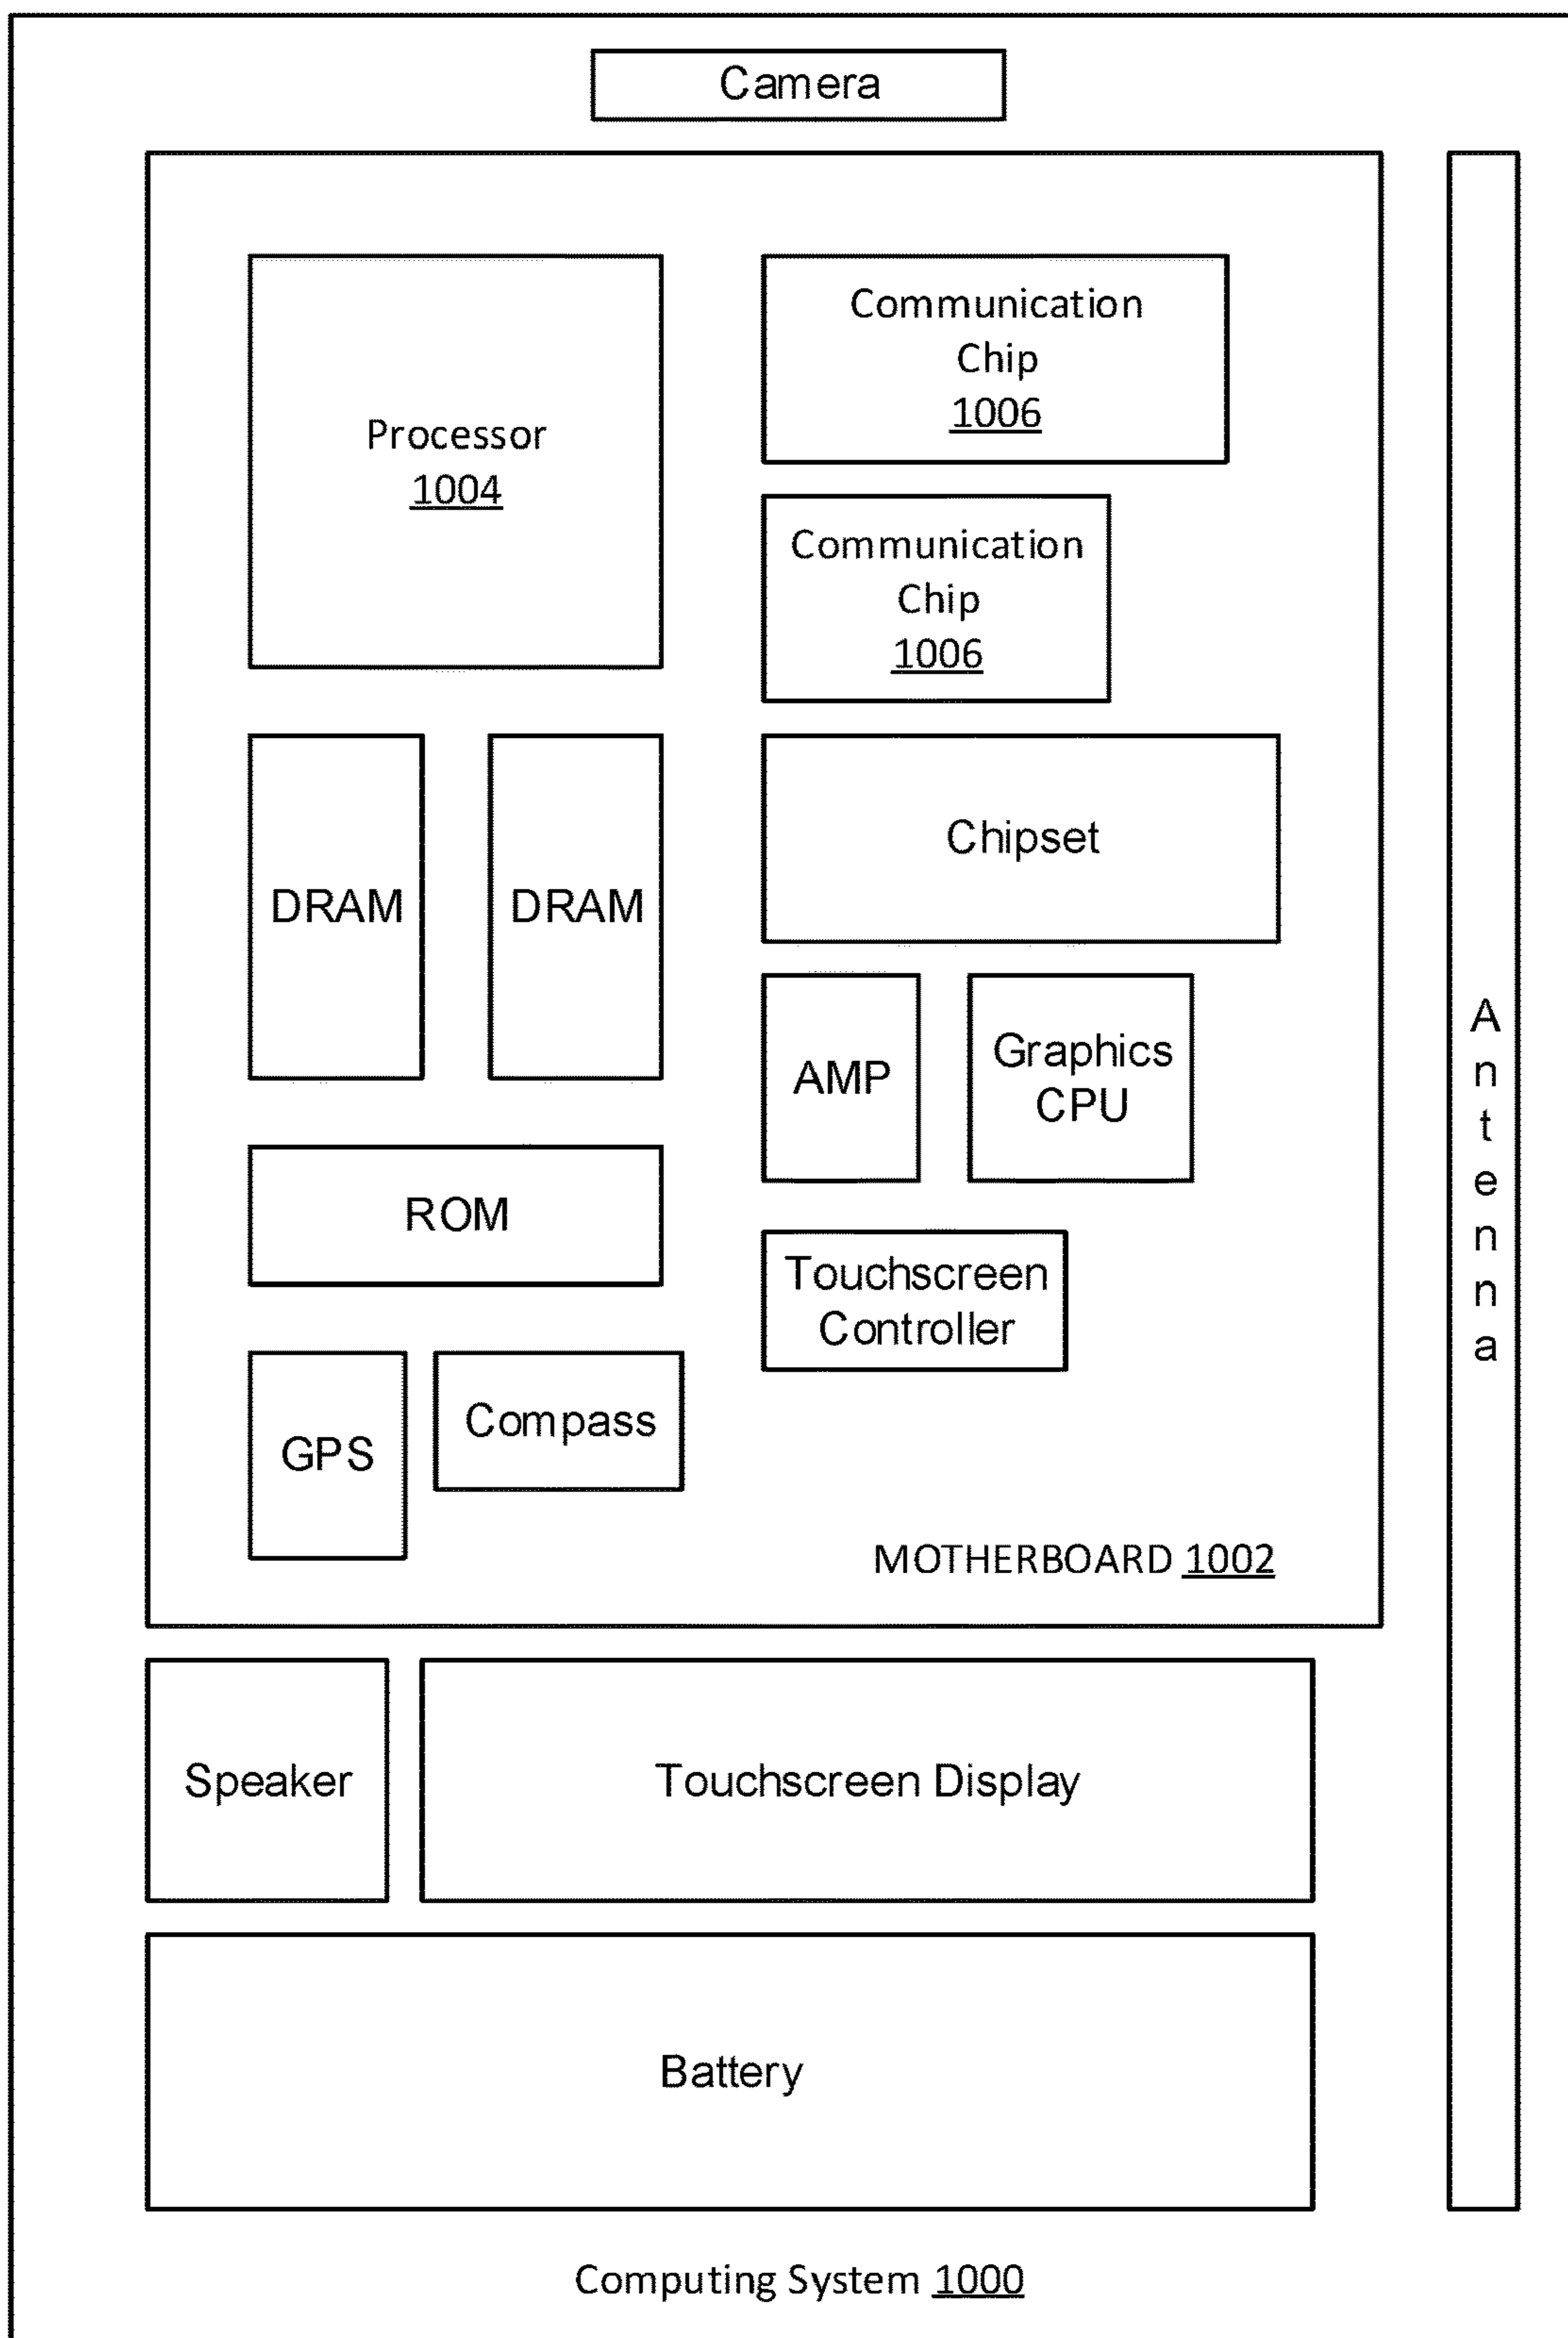 Camera
Processor
1004
Communication
Chip
1006
Communication
Chip
1006
DRAM
DRAM
Chipset
AMP
Graphics
CPU
ROM
Touchscreen
Controller
GPS
Compass
MOTHERBOARD 1002
Antenna
Speaker
Touchscreen Display
Battery
Computing System 1000